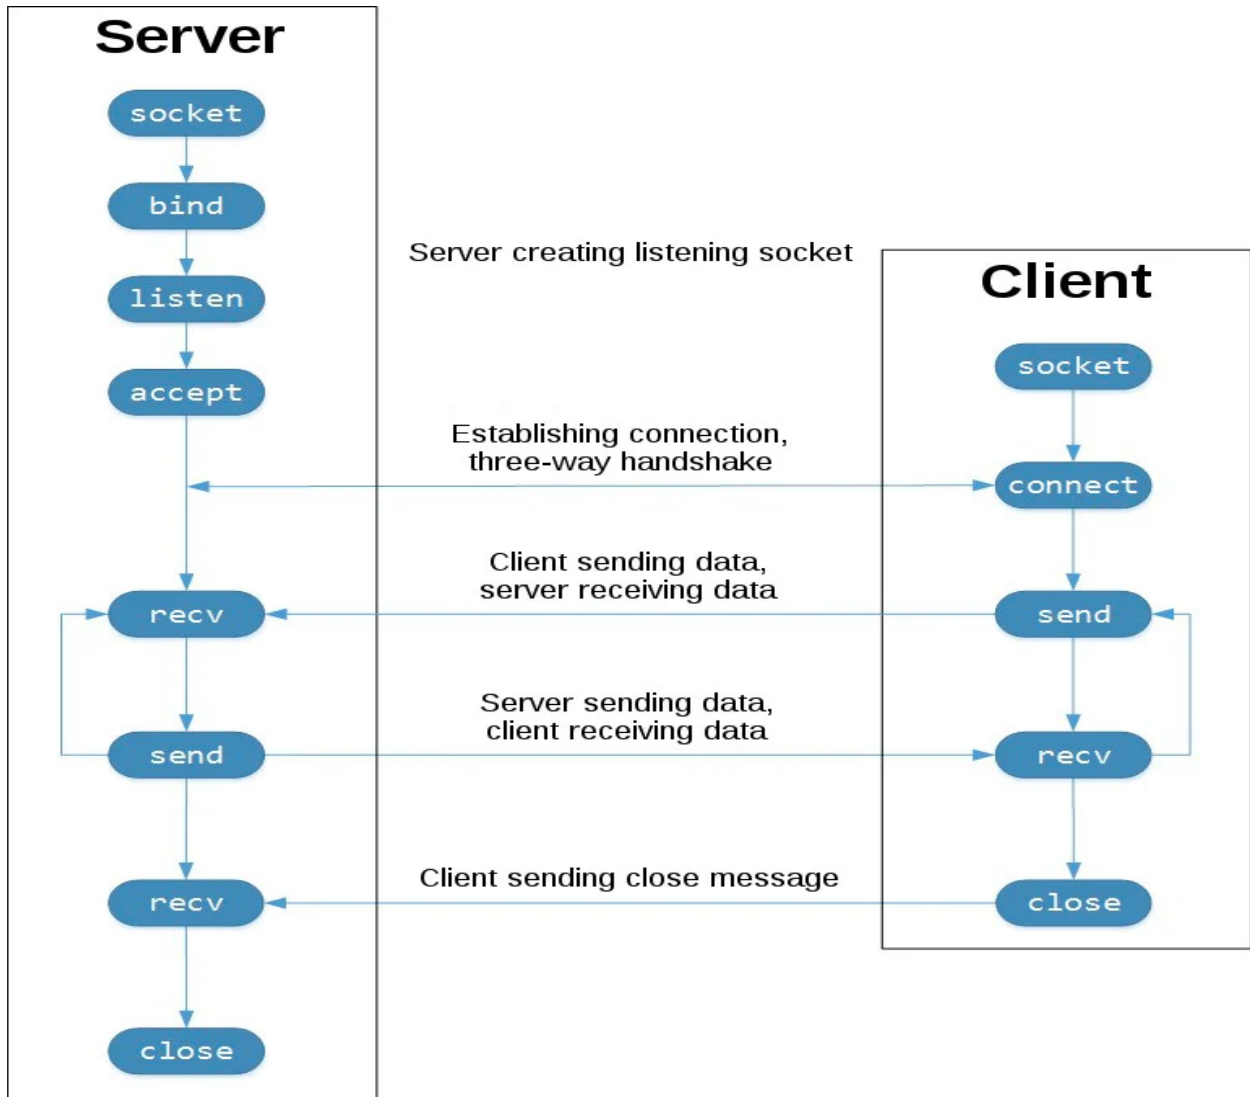 Server
socket
bind
listen
accept
recv
send
recv
close
Server creating listening socket
Establishing connection,
three-way handshake
Client sending data,
server receiving data
Server sending data,
client receiving data
Client sending close message
Client
socket
connect
send
recv
close